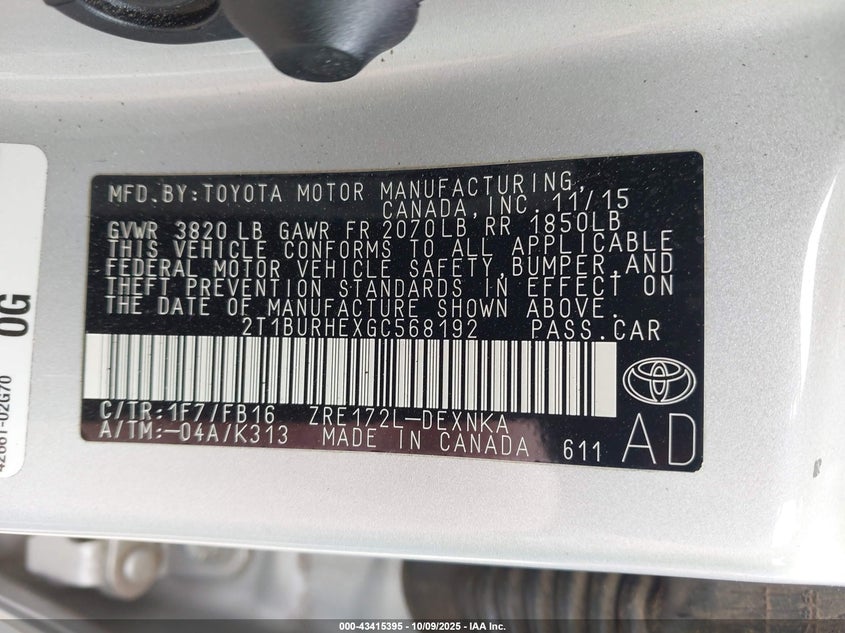 MFD.BY:TOYOTA MOTOR MANUFACTURING,
CANADA,INC. 11/15
GVWR 3820 LB GAWR FR 2070LB RR 1850LB
THIS VEHICLE CONFORMS TO ALL APPLICABLE
FEDERAL MOTOR VEHICLE SAFETY,BUMPER,AND
THEFT PREVENTION STANDARDS IN EFFECT ON
THE DATE OF MANUFACTURE SHOWN ABOVE.
2T1BURHEXGC568192 PASS.CAR
C/TR:1F7/FB16 ZRE172L-DEXNKA
A/TM:-04A/K313 MADE IN CANADA 611
AD
0G
42661-02G70
000-43415395 - 10/09/2025 - IAA Inc.